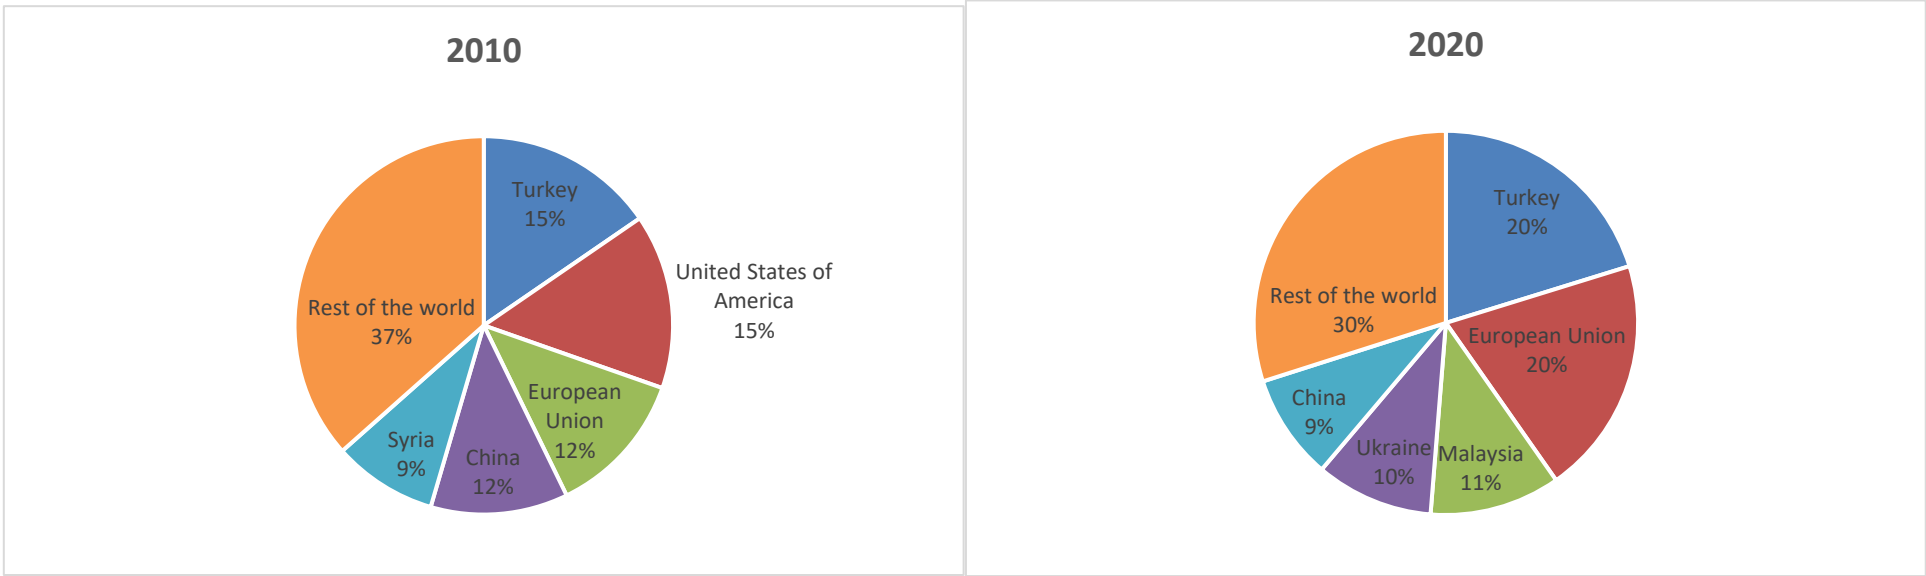 2010
Turkey
15%
United States of
America
15%
European
Union
12%
China
12%
Syria
9%
Rest of the world
37%
2020
Turkey
20%
European Union
20%
Malaysia
11%
Ukraine
10%
China
9%
Rest of the world
30%